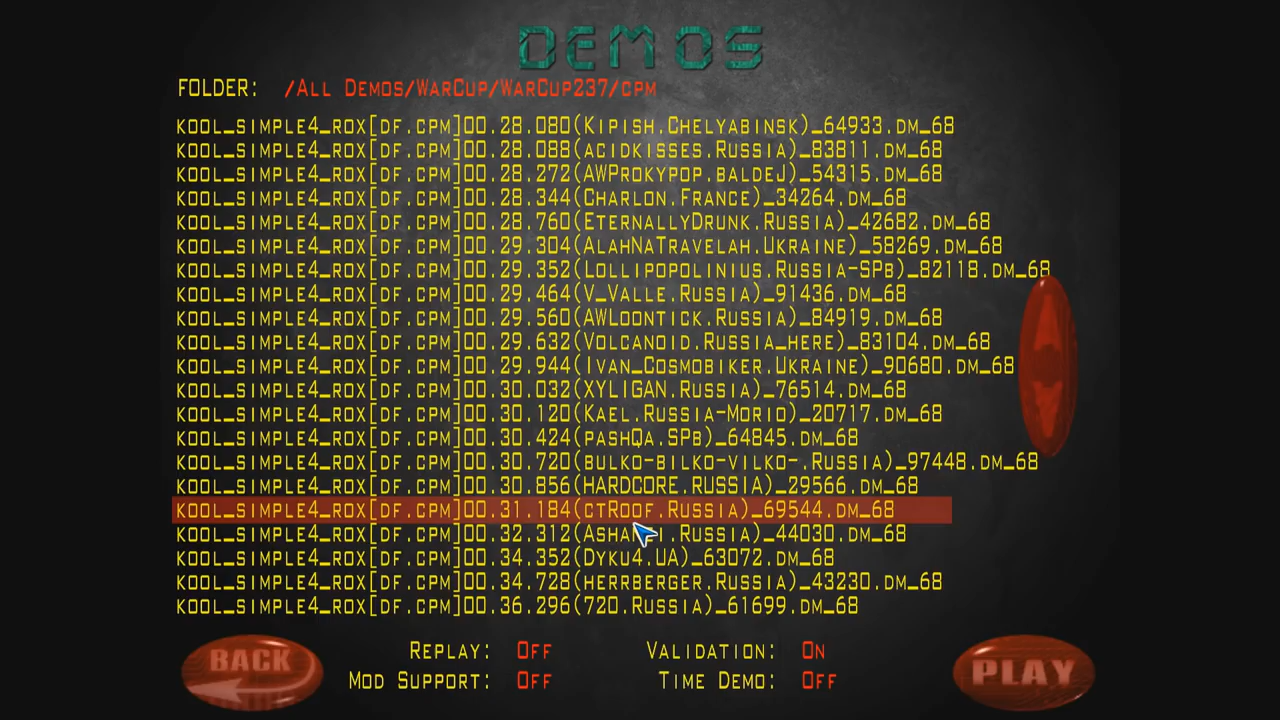 DEMOS
FOLDER: /All Demos/WarCup/WarCup237/cpm
kool_simple4_rox[df.cpm]00.28.080(Kipish.Chelyabinsk)_64933.dm_68
kool_simple4_rox[df.cpm]00.28.088(acidkisses.Russia)_83811.dm_68
kool_simple4_rox[df.cpm]00.28.272(AWProkypop.baldej)_54315.dm_68
kool_simple4_rox[df.cpm]00.28.344(Charlon.France)_34264.dm_68
kool_simple4_rox[df.cpm]00.28.760(EternallyDrunk.Russia)_42682.dm_68
kool_simple4_rox[df.cpm]00.29.304(AlahNaTravelah.Ukraine)_58269.dm_68
kool_simple4_rox[df.cpm]00.29.352(Lollipopolinius.Russia-SPb)_82118.dm_68
kool_simple4_rox[df.cpm]00.29.464(V_Valle.Russia)_91436.dm_68
kool_simple4_rox[df.cpm]00.29.560(AWLoontick.Russia)_84919.dm_68
kool_simple4_rox[df.cpm]00.29.632(Volcanoid.Russia_here)_83104.dm_68
kool_simple4_rox[df.cpm]00.29.944(Ivan_Cosmobiker.Ukraine)_90680.dm_68
kool_simple4_rox[df.cpm]00.30.032(XYLIGAN.Russia)_76514.dm_68
kool_simple4_rox[df.cpm]00.30.120(Kael.Russia-Morio)_20717.dm_68
kool_simple4_rox[df.cpm]00.30.424(pashQa.SPb)_64845.dm_68
kool_simple4_rox[df.cpm]00.30.720(bulko-bilko-vilko-.Russia)_97448.dm_68
kool_simple4_rox[df.cpm]00.30.856(HARDCORE.RUSSIA)_29566.dm_68
kool_simple4_rox[df.cpm]00.31.184(ctRoof.Russia)_69544.dm_68
kool_simple4_rox[df.cpm]00.32.312 .Russia)_44030.dm_68
kool_simple4_rox[df.cpm]00.34.352(Dyku4.UA)_63072.dm_68
kool_simple4_rox[df.cpm]00.34.728(herrberger.Russia)_43230.dm_68
kool_simple4_rox[df.cpm]00.36.296(720.Russia)_61699.dm_68
BACK
Replay: Off
Validation: On
Mod Support: Off
Time Demo: Off
PLAY